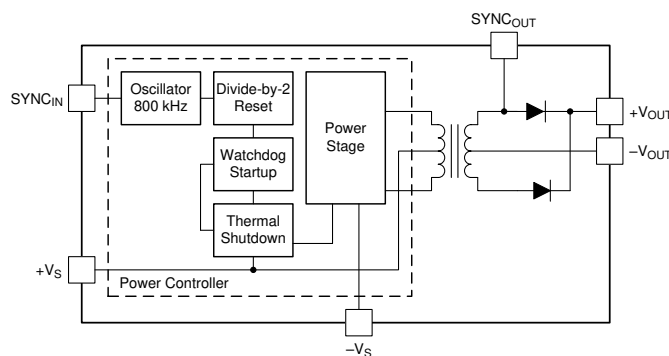 SYNCOUT
SYNCIN
Oscillator
800 kHz
Divide-by-2
Reset
Watchdog
Startup
Thermal
Shutdown
Power
Stage
+VOUT
−VOUT
+VS
Power Controller
−VS